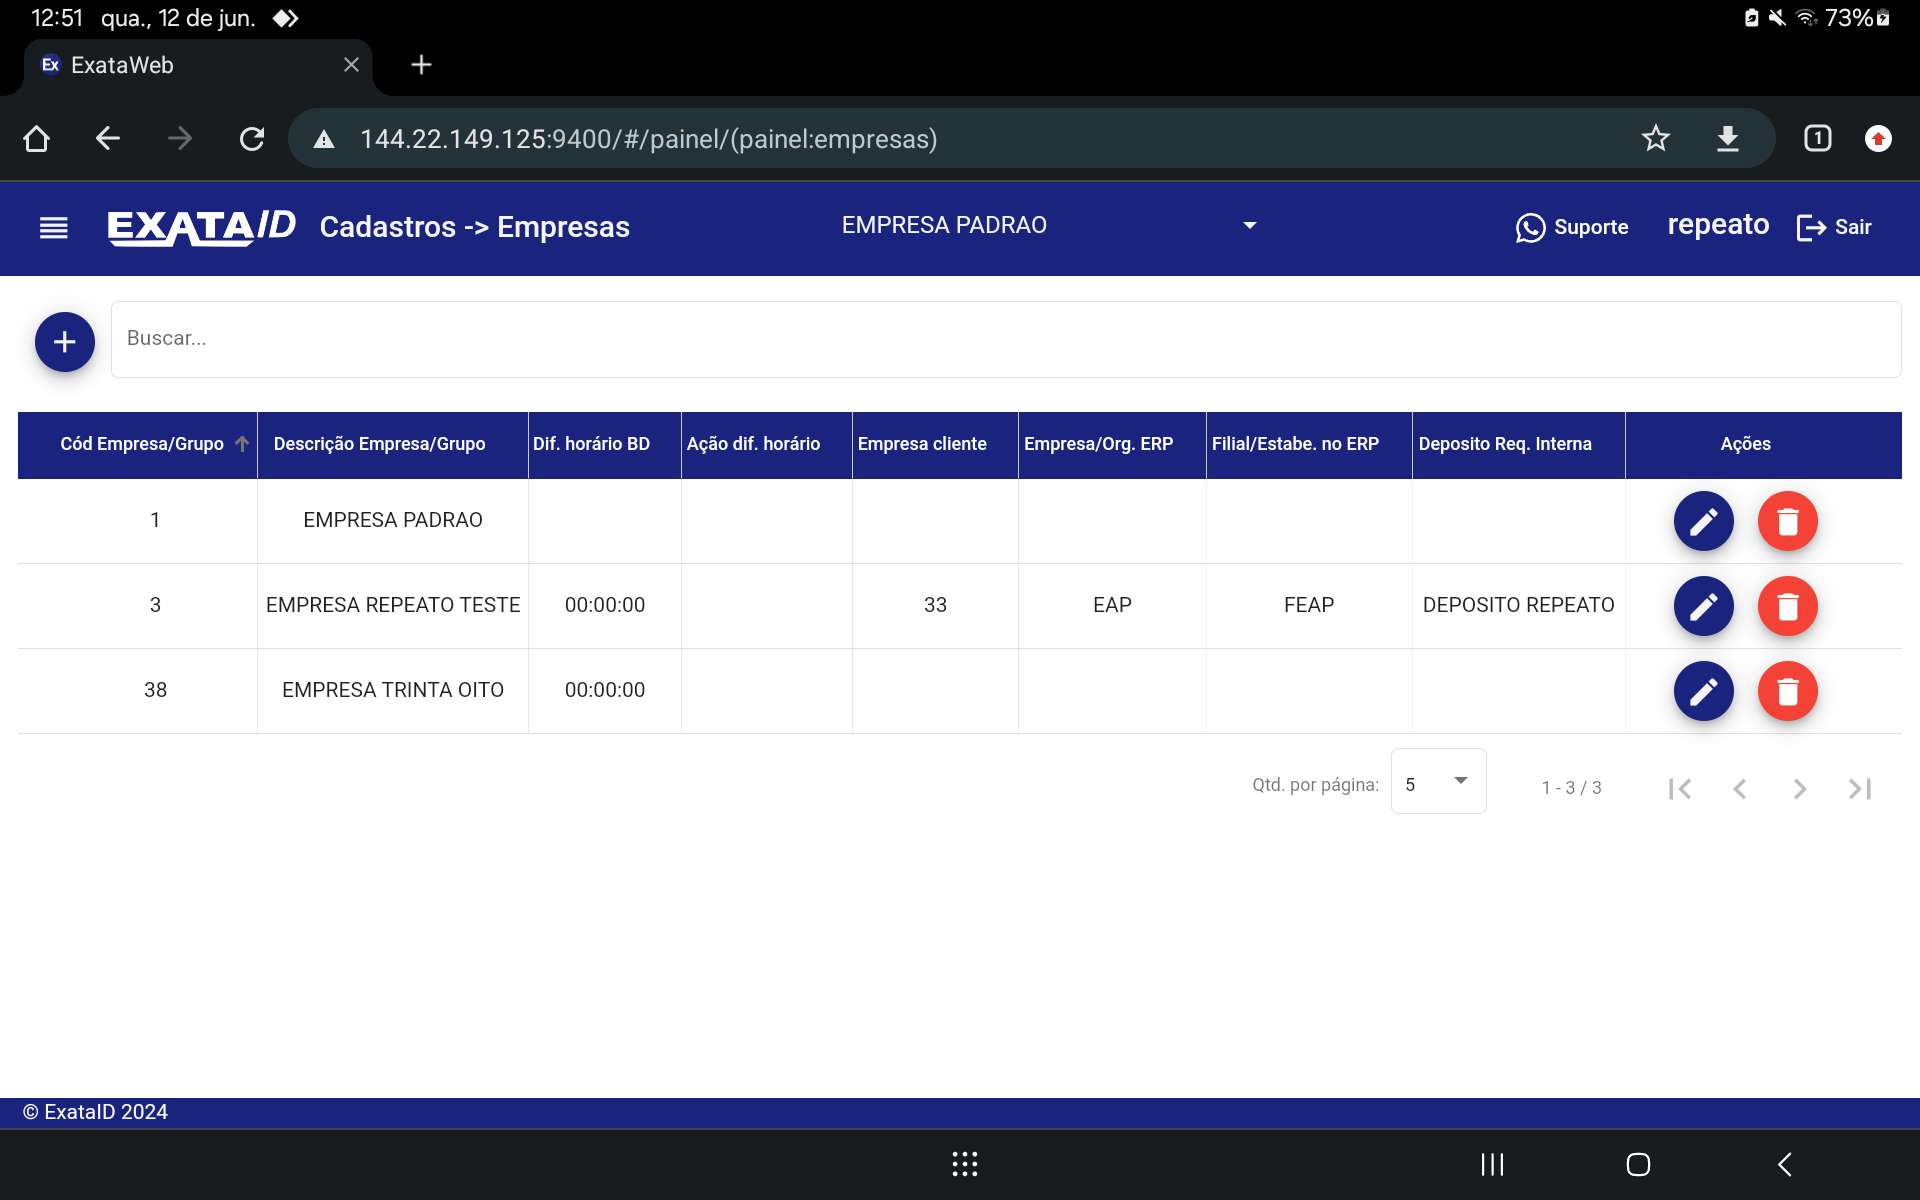 12:51 qua., 12 de jun. 73%
Ex ExataWeb
144.22.149.125:9400/#/painel/(painel:empresas) 1
EXATAID Cadastros -> Empresas EMPRESA PADRAO Suporte repeato Sair
Buscar...
Cód Empresa/Grupo Descrição Empresa/Grupo Dif. horário BD Ação dif. horário Empresa cliente Empresa/Org. ERP Filial/Estabe. no ERP Deposito Req. Interna Ações
1 EMPRESA PADRAO
3 EMPRESA REPEATO TESTE 00:00:00 33 EAP FEAP DEPOSITO REPEATO
38 EMPRESA TRINTA OITO 00:00:00
Qtd. por página: 5 1 - 3 / 3
© ExataID 2024